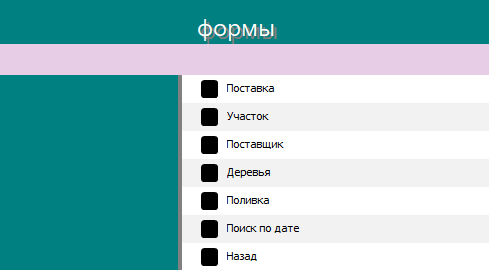 формы
Поставка
Участок
Поставщик
Деревья
Поливка
Поиск по дате
Назад